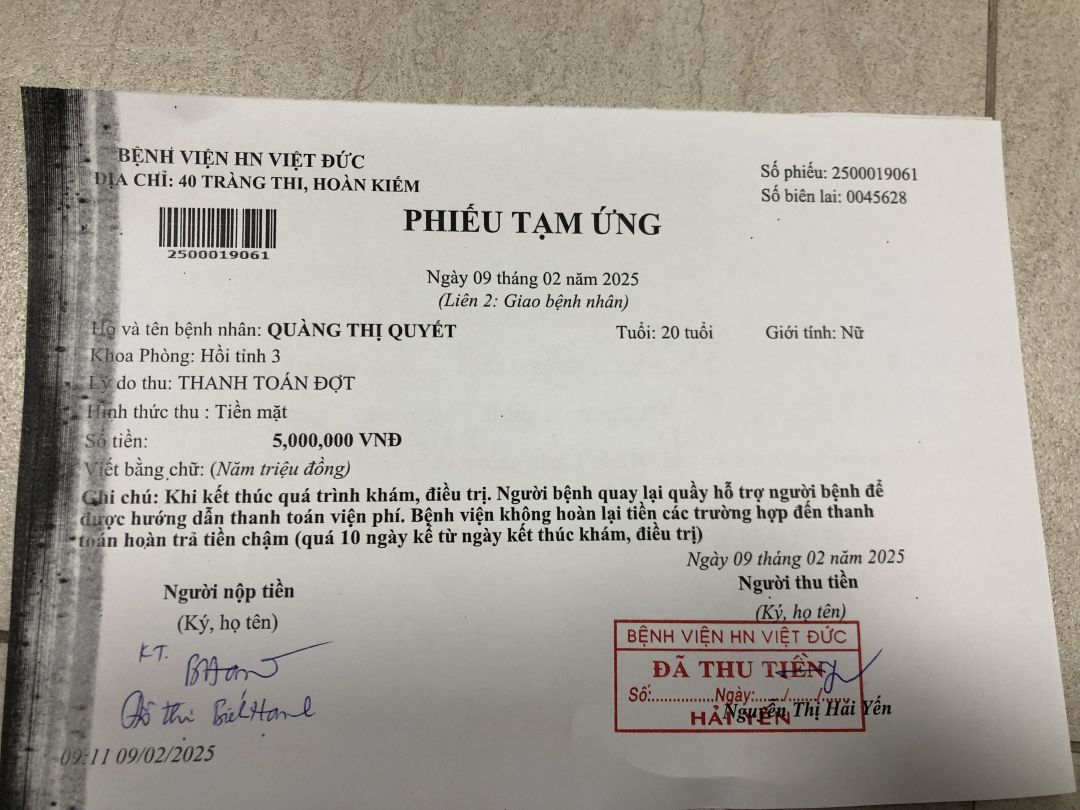 BỆNH VIỆN HN VIỆT ĐỨC
ĐỊA CHỈ: 40 TRÀNG THI, HOÀN KIẾM
Số phiếu: 2500019061
Số biên lai: 0045628
2500019061
PHIẾU TẠM ỨNG
Ngày 09 tháng 02 năm 2025
(Liên 2: Giao bệnh nhân)
Họ và tên bệnh nhân: QUÀNG THỊ QUYẾT Tuổi: 20 tuổi Giới tính: Nữ
Khoa Phòng: Hồi tỉnh 3
Lý do thu: THANH TOÁN ĐỢT
Hình thức thu : Tiền mặt
Số tiền: 5,000,000 VNĐ
Viết bằng chữ: (Năm triệu đồng)
Ghi chú: Khi kết thúc quá trình khám, điều trị. Người bệnh quay lại quầy hỗ trợ người bệnh để
được hướng dẫn thanh toán viện phí. Bệnh viện không hoàn lại tiền các trường hợp đến thanh
toán hoàn trả tiền chậm (quá 10 ngày kể từ ngày kết thúc khám, điều trị)
Ngày 09 tháng 02 năm 2025
Người nộp tiền
(Ký, họ tên)
Người thu tiền
(Ký, họ tên)
KT.
BỆNH VIỆN HN VIỆT ĐỨC
ĐÃ THU TIỀN
Số:..............Ngày:....../....../......
HẢI YẾN
Nguyễn Thị Hải Yến
09:11 09/02/2025